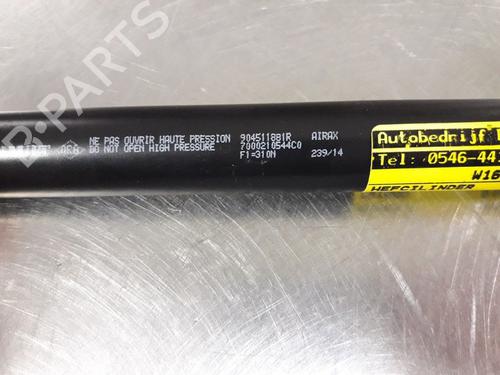 NE PAS OUVRIR HAUTE PRESSION 904511881R AIRAX
DO NOT OPEN HIGH PRESSURE 7000210544C0
F1=310N 239/14
Autobedrijf
Tel: 0546-44
W16
HEFCILINDER